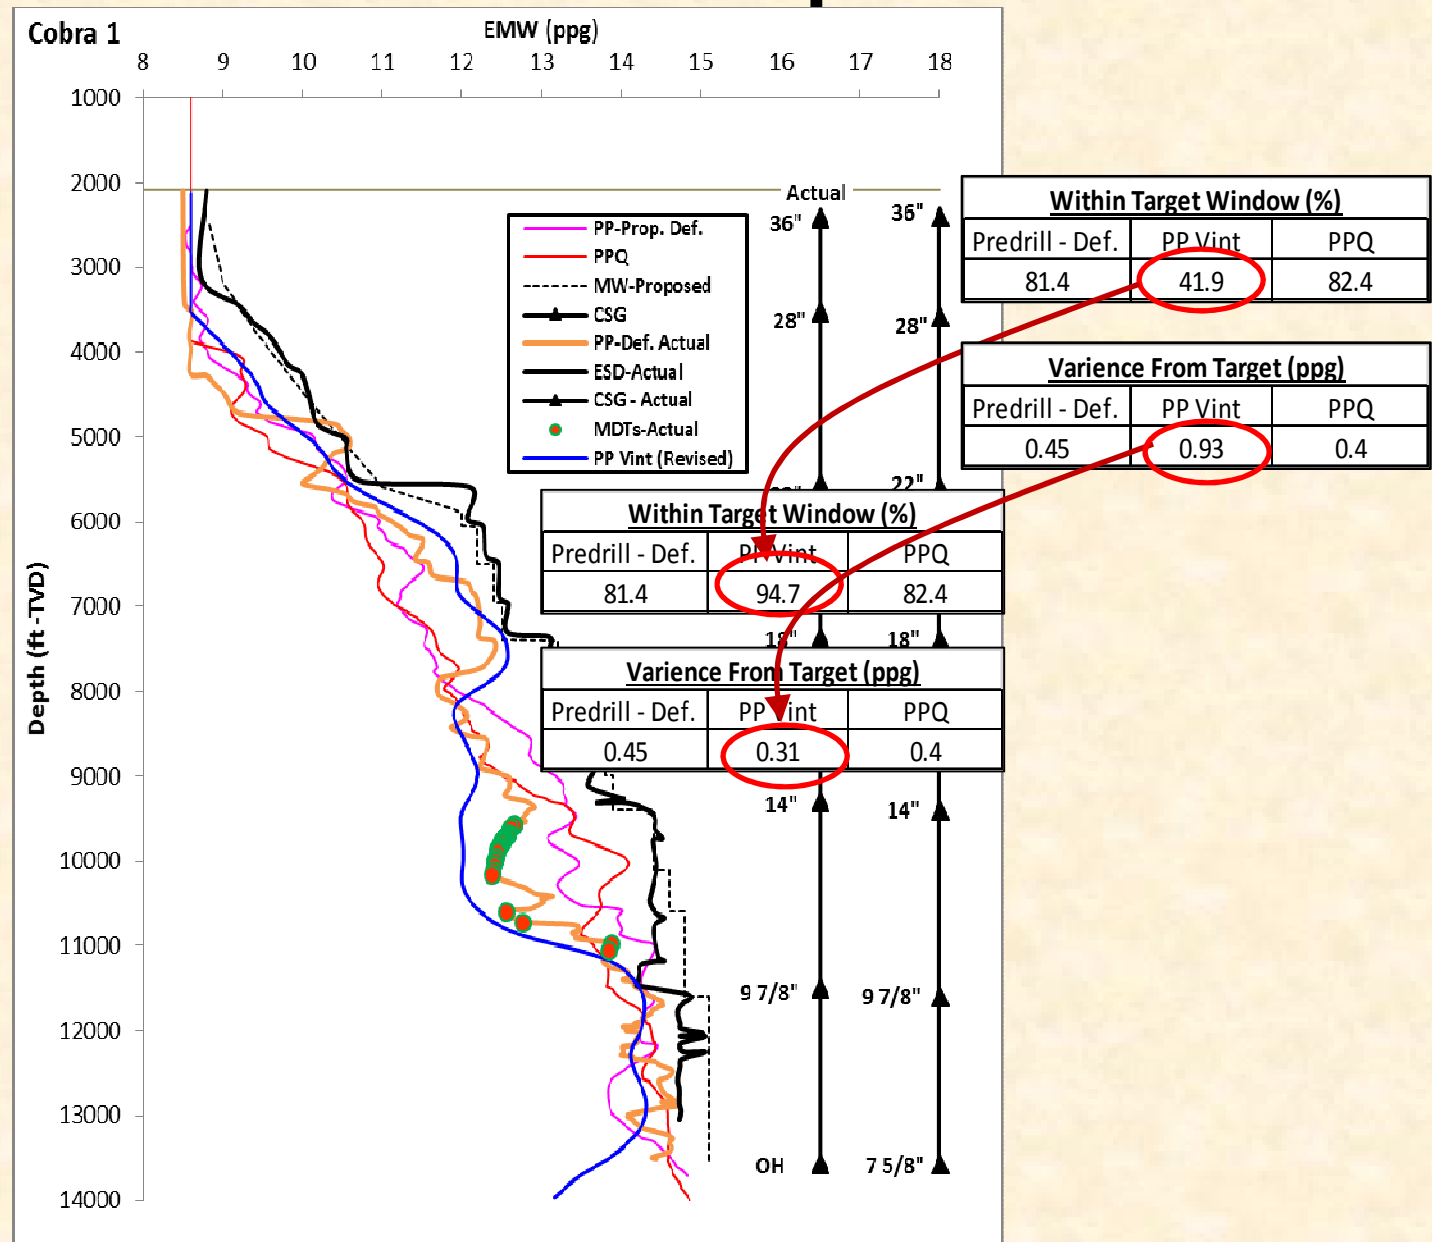 Cobra 1
EMW (ppg)
8 9 10 11 12 13 14 15 16 17 18
Depth (ft -TVD)
1000
2000
3000
4000
5000
6000
7000
8000
9000
10000
11000
12000
13000
14000
PP-Prop. Def.
PPQ
MW-Proposed
CSG
PP-Def. Actual
ESD-Actual
CSG - Actual
MDTs-Actual
PP Vint (Revised)
Actual
36" 36"
28" 28"
22"
18" 18"
14" 14"
9 7/8" 9 7/8"
OH 7 5/8"
Within Target Window (%)
Predrill - Def. PP Vint PPQ
81.4 41.9 82.4
Varience From Target (ppg)
Predrill - Def. PP Vint PPQ
0.45 0.93 0.4
Within Target Window (%)
Predrill - Def. PP Vint PPQ
81.4 94.7 82.4
Varience From Target (ppg)
Predrill - Def. PP Vint PPQ
0.45 0.31 0.4